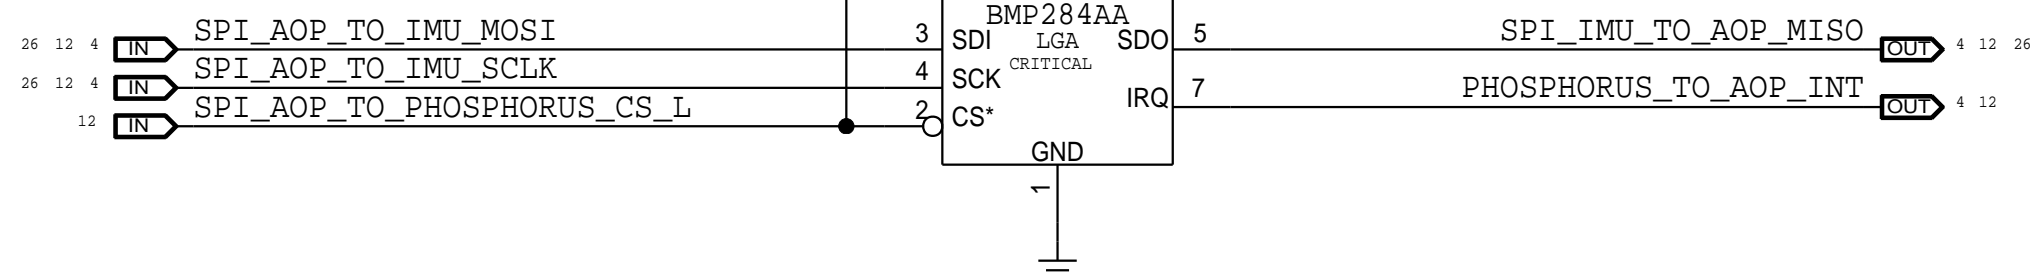 BMP284AA
26 12 4 IN SPI_AOP_TO_IMU_MOSI 3 SDI LGA SDO 5 SPI_IMU_TO_AOP_MISO OUT 4 12 26
CRITICAL
26 12 4 IN SPI_AOP_TO_IMU_SCLK 4 SCK
IRQ 7 PHOSPHORUS_TO_AOP_INT OUT 4 12
12 IN SPI_AOP_TO_PHOSPHORUS_CS_L 2 CS*
GND
1